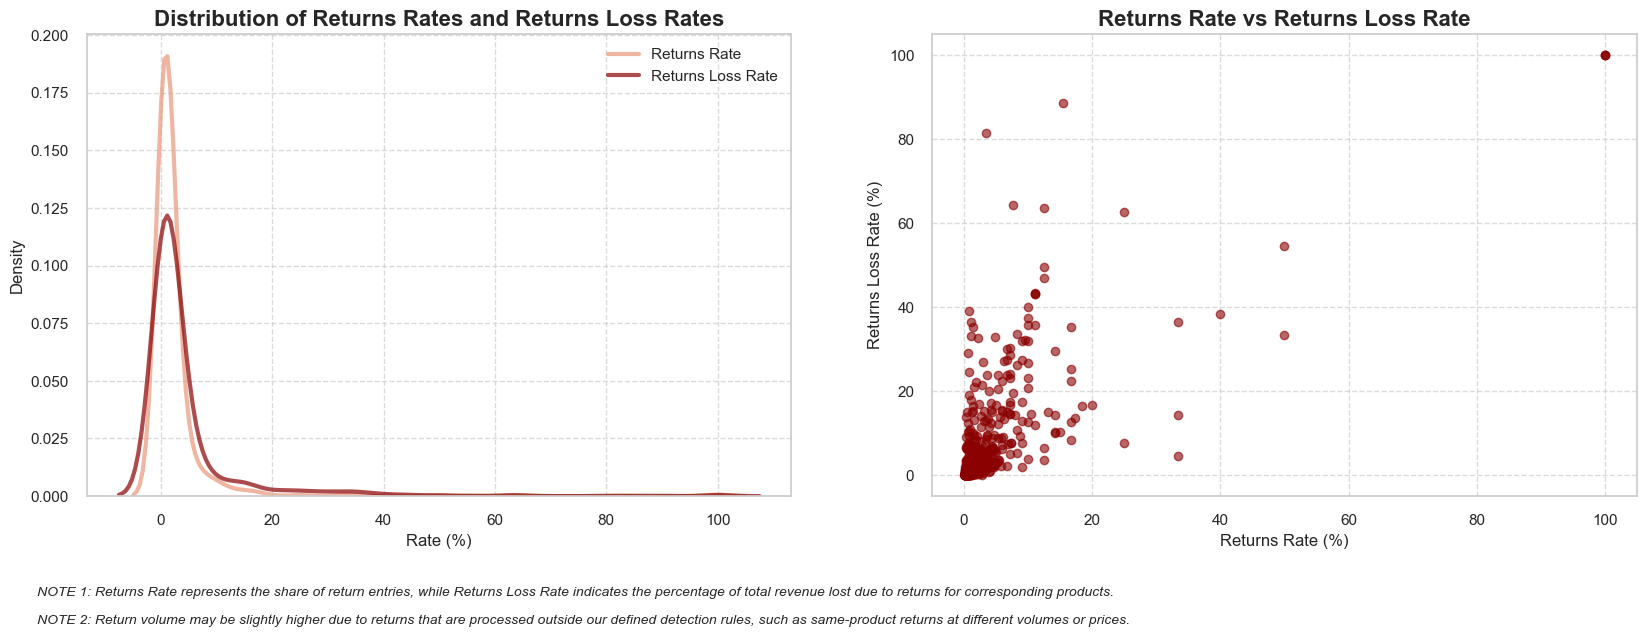 Distribution of Returns Rates and Returns Loss Rates
0.200
0.175
0.150
0.125
0.100
0.075
0.050
0.025
0.000
Density
Returns Rate
Returns Loss Rate
0 20 40 60 80 100
Rate (%)
Returns Rate vs Returns Loss Rate
100
80
60
40
20
0
Returns Loss Rate (%)
0 20 40 60 80 100
Returns Rate (%)
NOTE 1: Returns Rate represents the share of return entries, while Returns Loss Rate indicates the percentage of total revenue lost due to returns for corresponding products.
NOTE 2: Return volume may be slightly higher due to returns that are processed outside our defined detection rules, such as same-product returns at different volumes or prices.